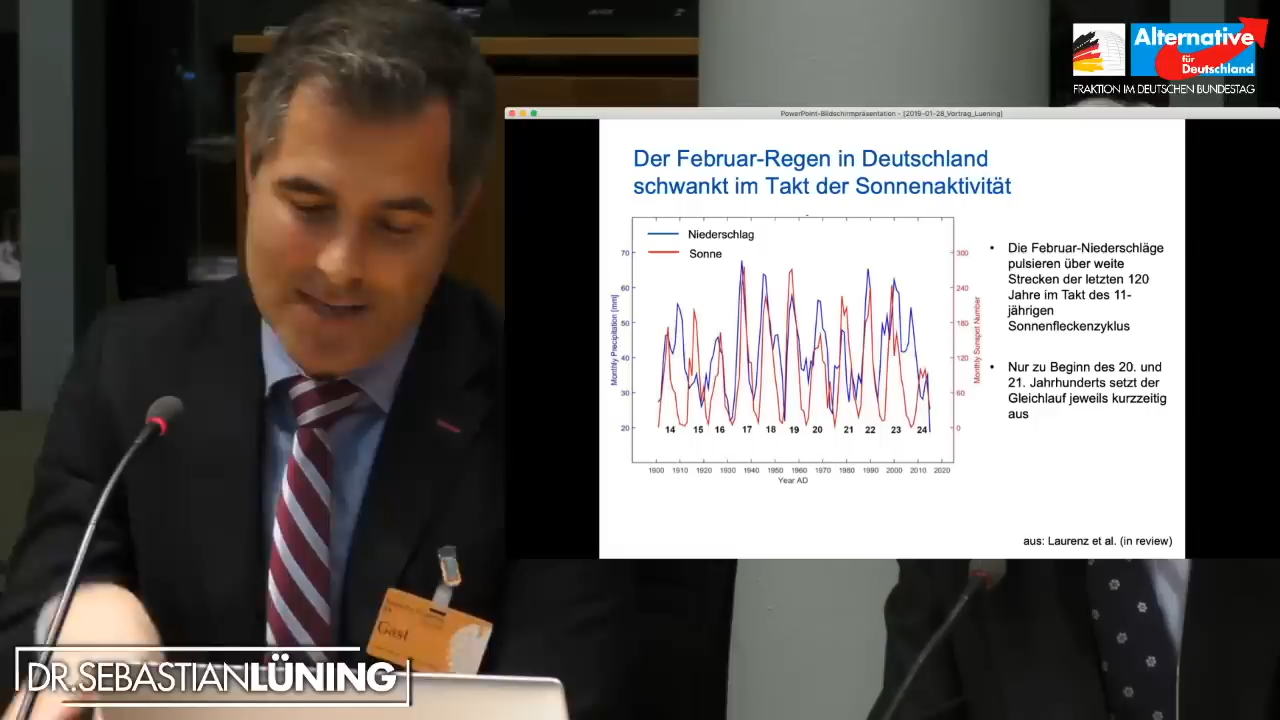 Alternative
für
Deutschland
FRAKTION IM DEUTSCHEN BUNDESTAG
PowerPoint-Bildschirmpräsentation - [2019-01-28_Vortrag_Luening]
Der Februar-Regen in Deutschland
schwankt im Takt der Sonnenaktivität
Niederschlag
Sonne
70
60
50
40
30
20
Monthly Precipitation [mm]
300
240
180
120
60
0
Monthly Sunspot Number
14 15 16 17 18 19 20 21 22 23 24
1900 1910 1920 1930 1940 1950 1960 1970 1980 1990 2000 2010 2020
Year AD
• Die Februar-Niederschläge
pulsieren über weite
Strecken der letzten 120
Jahre im Takt des 11-
jährigen
Sonnenfleckenzyklus
• Nur zu Beginn des 20. und
21. Jahrhunderts setzt der
Gleichlauf jeweils kurzzeitig
aus
aus: Laurenz et al. (in review)
Gast
DR.SEBASTIANLÜNING